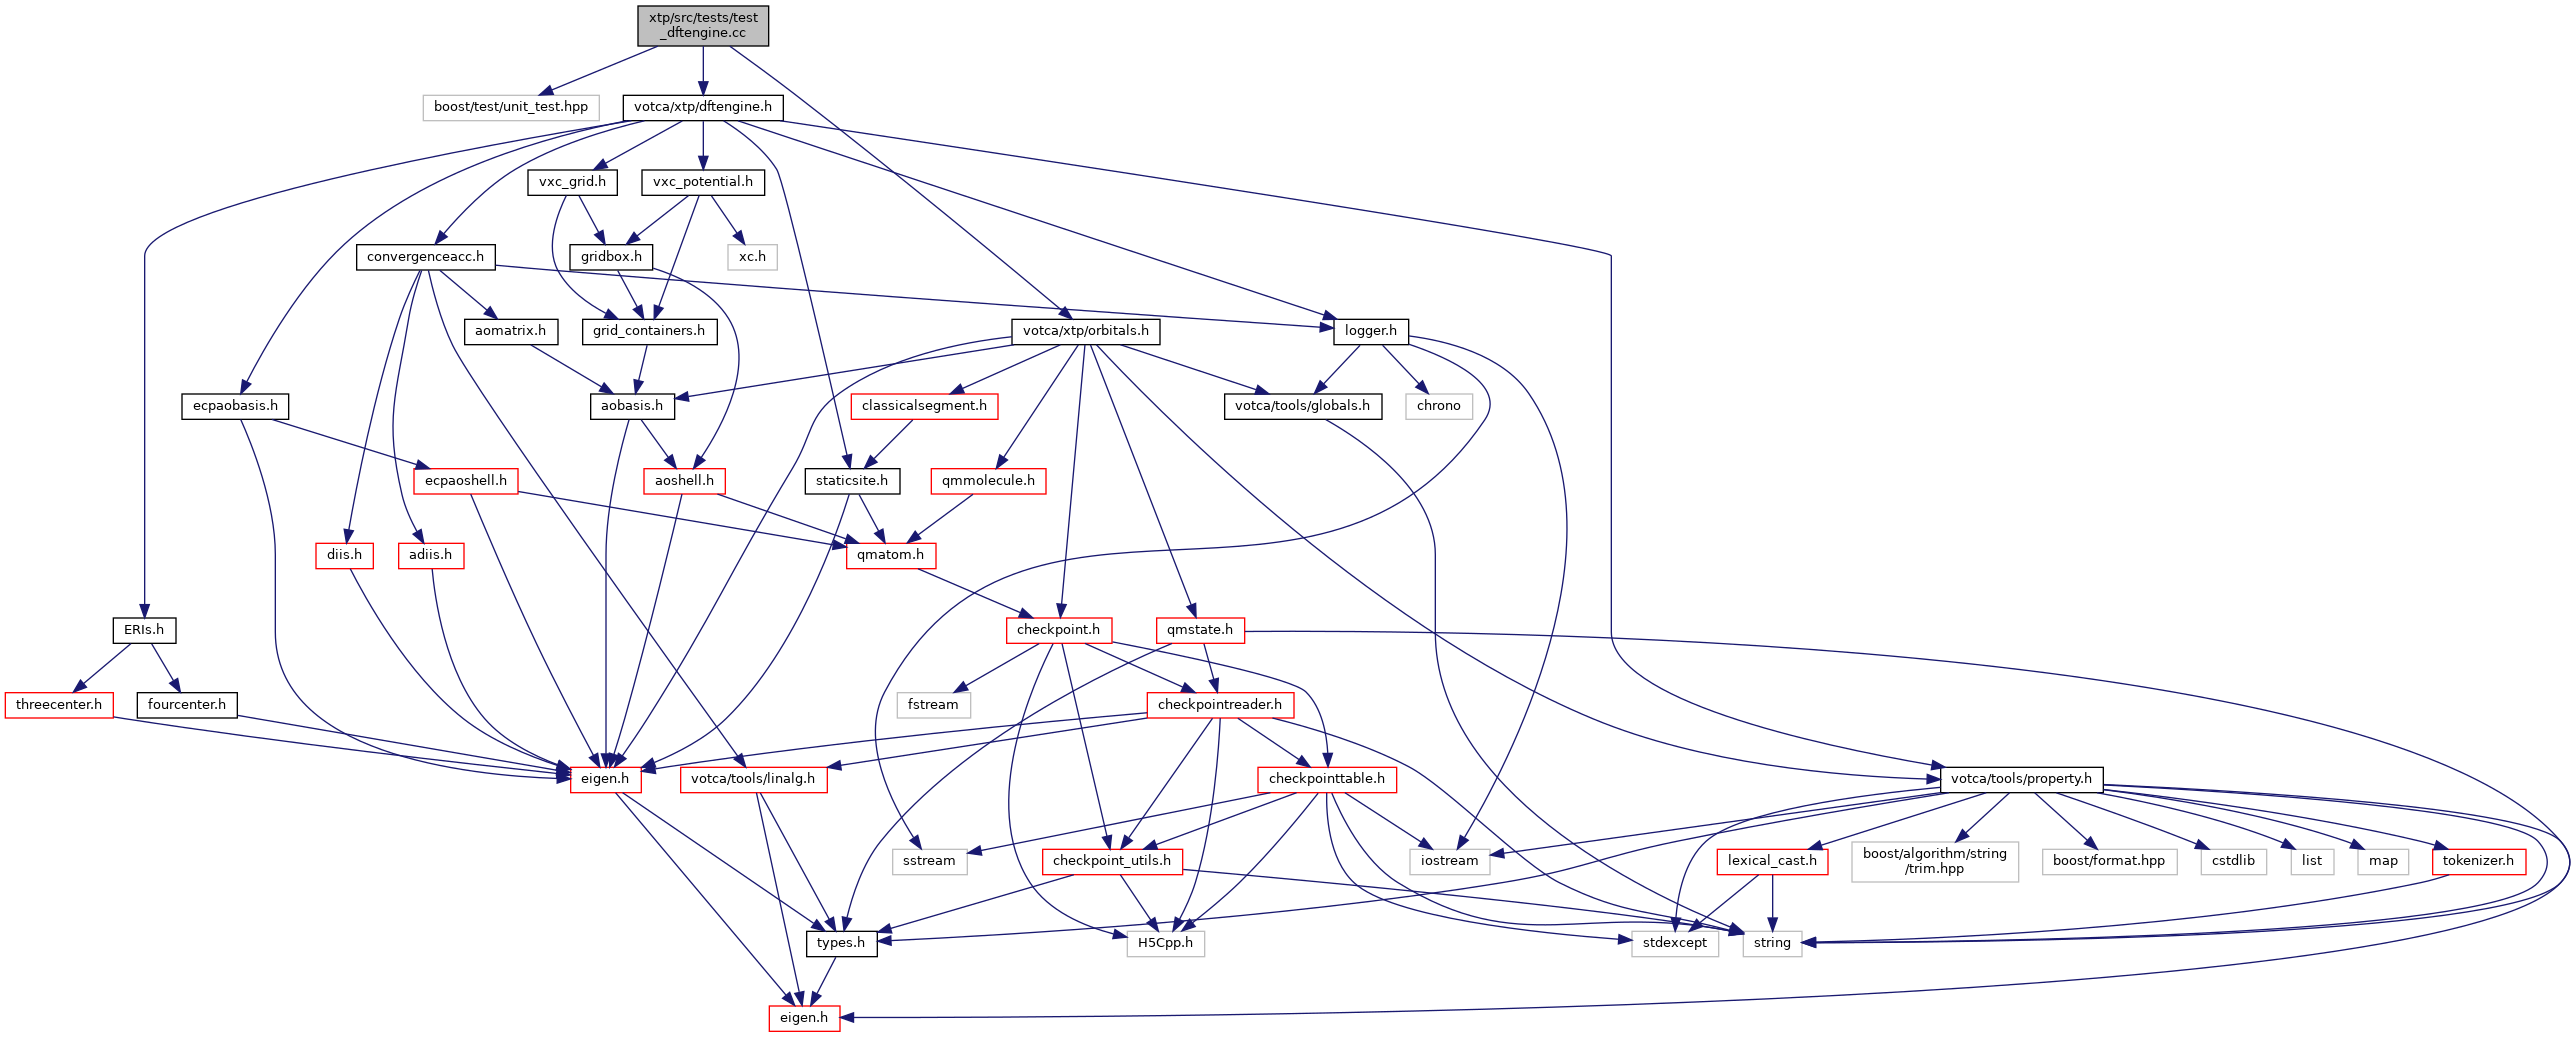 xtp/src/tests/test
_dftengine.cc
boost/test/unit_test.hpp
votca/xtp/dftengine.h
vxc_grid.h
vxc_potential.h
convergenceacc.h
gridbox.h
xc.h
aomatrix.h
grid_containers.h
votca/xtp/orbitals.h
logger.h
ecpaobasis.h
aobasis.h
classicalsegment.h
votca/tools/globals.h
chrono
ecpaoshell.h
aoshell.h
staticsite.h
qmmolecule.h
diis.h
adiis.h
qmatom.h
ERIs.h
checkpoint.h
qmstate.h
threecenter.h
fourcenter.h
fstream
checkpointreader.h
eigen.h
votca/tools/linalg.h
checkpointtable.h
votca/tools/property.h
sstream
checkpoint_utils.h
iostream
lexical_cast.h
boost/algorithm/string
/trim.hpp
boost/format.hpp
cstdlib
list
map
tokenizer.h
types.h
H5Cpp.h
stdexcept
string
eigen.h